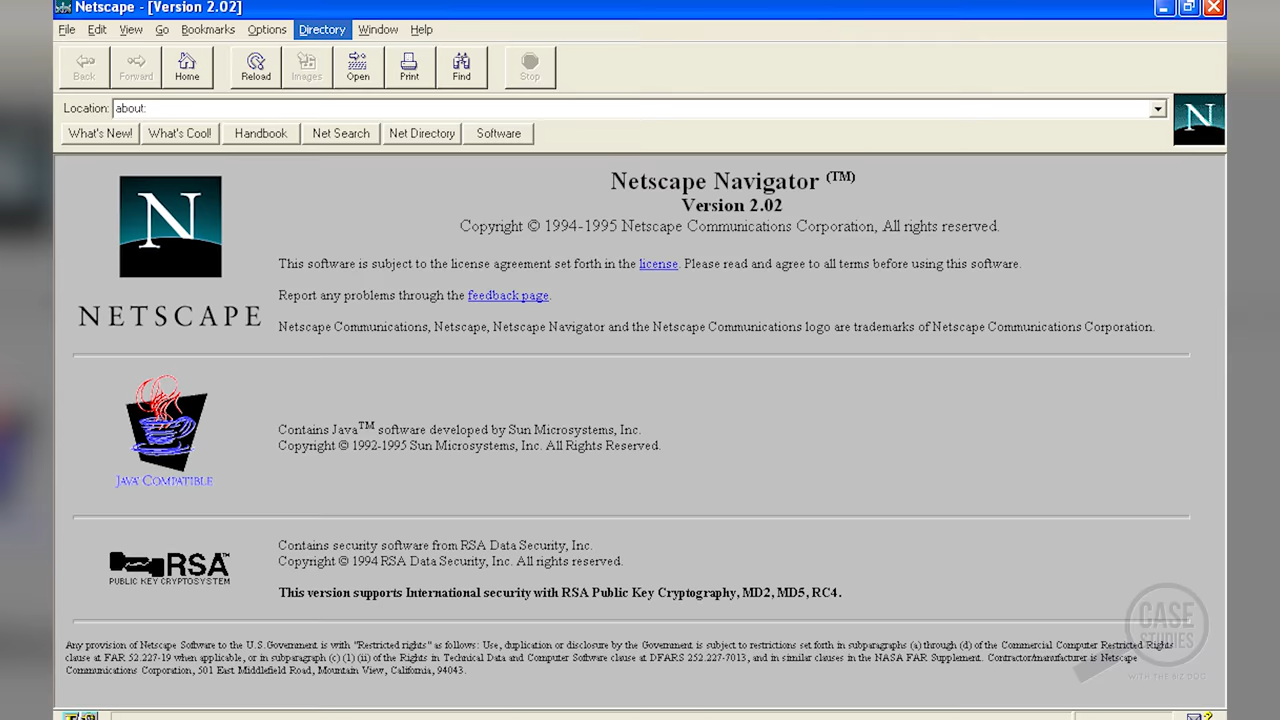 Netscape - [Version 2.02]
File Edit View Go Bookmarks Options Directory Window Help
Back Forward Home Reload Images Open Print Find Stop
Location: about:
N
What's New! What's Cool! Handbook Net Search Net Directory Software
N
NETSCAPE
Netscape Navigator (TM)
Version 2.02
Copyright © 1994-1995 Netscape Communications Corporation, All rights reserved.
This software is subject to the license agreement set forth in the license. Please read and agree to all terms before using this software.
Report any problems through the feedback page.
Netscape Communications, Netscape, Netscape Navigator and the Netscape Communications logo are trademarks of Netscape Communications Corporation.
JAVA COMPATIBLE
Contains Java™ software developed by Sun Microsystems, Inc.
Copyright © 1992-1995 Sun Microsystems, Inc. All Rights Reserved.
RSA™
PUBLIC KEY CRYPTOSYSTEM
Contains security software from RSA Data Security, Inc.
Copyright © 1994 RSA Data Security, Inc. All rights reserved.
This version supports International security with RSA Public Key Cryptography, MD2, MD5, RC4.
Any provision of Netscape Software to the U.S.Government is with "Restricted rights" as follows: Use, duplication or disclosure by the Government is subject to restrictions set forth in subparagraphs (a) through (d) of the Commercial Computer Restricted Rights
clause at FAR 52.227-19 when applicable, or in subparagraph (c) (1) (ii) of the Rights in Technical Data and Computer Software clause at DFARS 252.227-7013, and in similar clauses in the NASA FAR Supplement. Contractor/manufacturer is Netscape
Communications Corporation, 501 East Middlefield Road, Mountain View, California, 94043.
CASE
STUDIES
WITH THE BIZ DOC